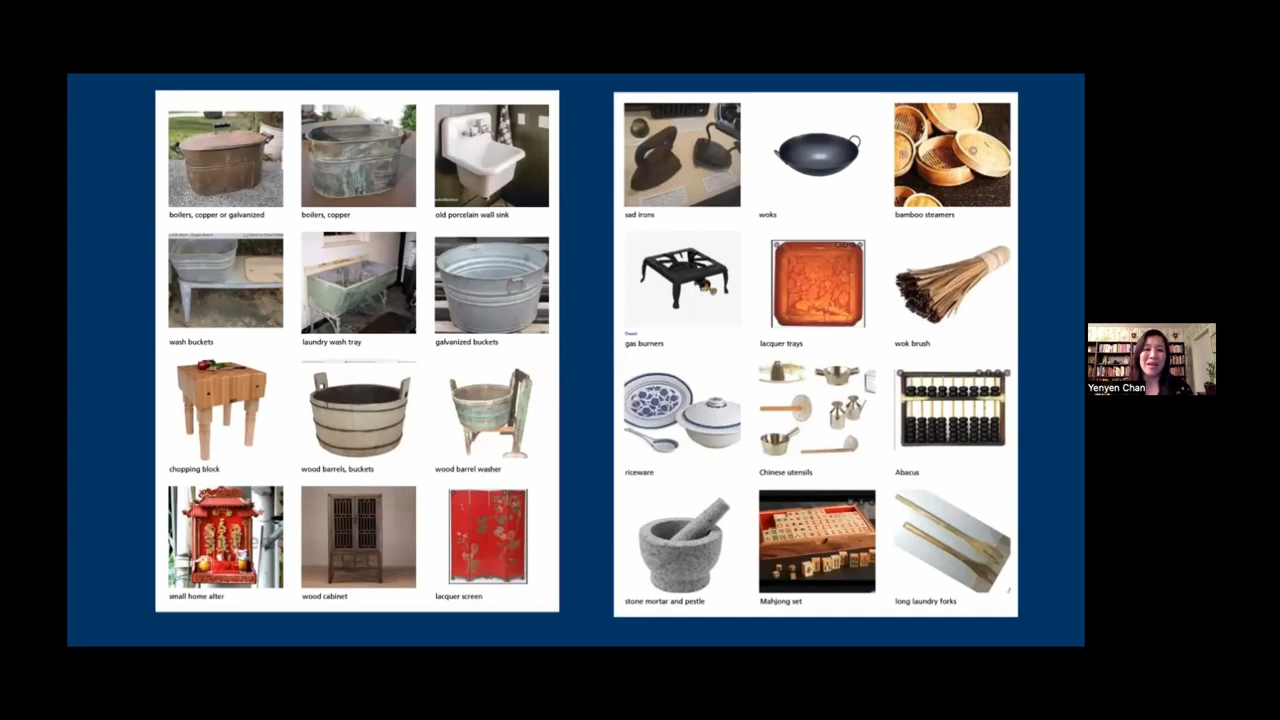 boilers, copper or galvanized
boilers, copper
old porcelain wall sink
wash buckets
laundry wash tray
galvanized buckets
chopping block
wood barrels, buckets
wood barrel washer
small home alter
wood cabinet
lacquer screen
sad irons
woks
bamboo steamers
gas burners
lacquer trays
wok brush
riceware
Chinese utensils
Abacus
stone mortar and pestle
Mahjong set
long laundry forks
Yenyen Chan